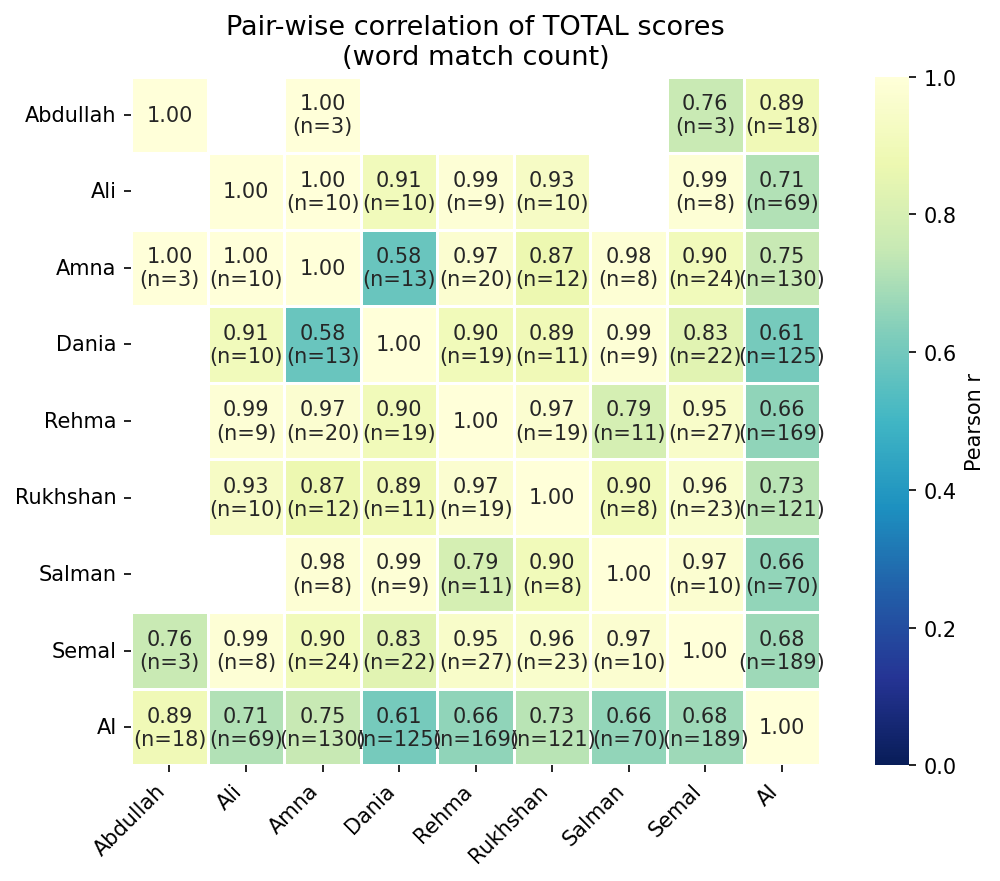 Pair-wise correlation of TOTAL scores
(word match count)
Abdullah 1.00 1.00 0.76 0.89
(n=3) (n=3) (n=18)
Ali 1.00 1.00 0.91 0.99 0.93 0.99 0.71
(n=10) (n=10) (n=9) (n=10) (n=8) (n=69)
Amna 1.00 1.00 1.00 0.58 0.97 0.87 0.98 0.90 0.75
(n=3) (n=10) (n=13) (n=20) (n=12) (n=8) (n=24) (n=130)
Dania 0.91 0.58 1.00 0.90 0.89 0.99 0.83 0.61
(n=10) (n=13) (n=19) (n=11) (n=9) (n=22) (n=125)
Rehma 0.99 0.97 0.90 1.00 0.97 0.79 0.95 0.66
(n=9) (n=20) (n=19) (n=19) (n=11) (n=27) (n=169)
Rukhshan 0.93 0.87 0.89 0.97 1.00 0.90 0.96 0.73
(n=10) (n=12) (n=11) (n=19) (n=8) (n=23) (n=121)
Salman 0.98 0.99 0.79 0.90 1.00 0.97 0.66
(n=8) (n=9) (n=11) (n=8) (n=10) (n=70)
Semal 0.76 0.99 0.90 0.83 0.95 0.96 0.97 1.00 0.68
(n=3) (n=8) (n=24) (n=22) (n=27) (n=23) (n=10) (n=189)
AI 0.89 0.71 0.75 0.61 0.66 0.73 0.66 0.68 1.00
(n=18) (n=69) (n=130) (n=125) (n=169) (n=121) (n=70) (n=189)
Abdullah Ali Amna Dania Rehma Rukhshan Salman Semal AI
1.0
0.8
0.6
0.4
0.2
0.0
Pearson r